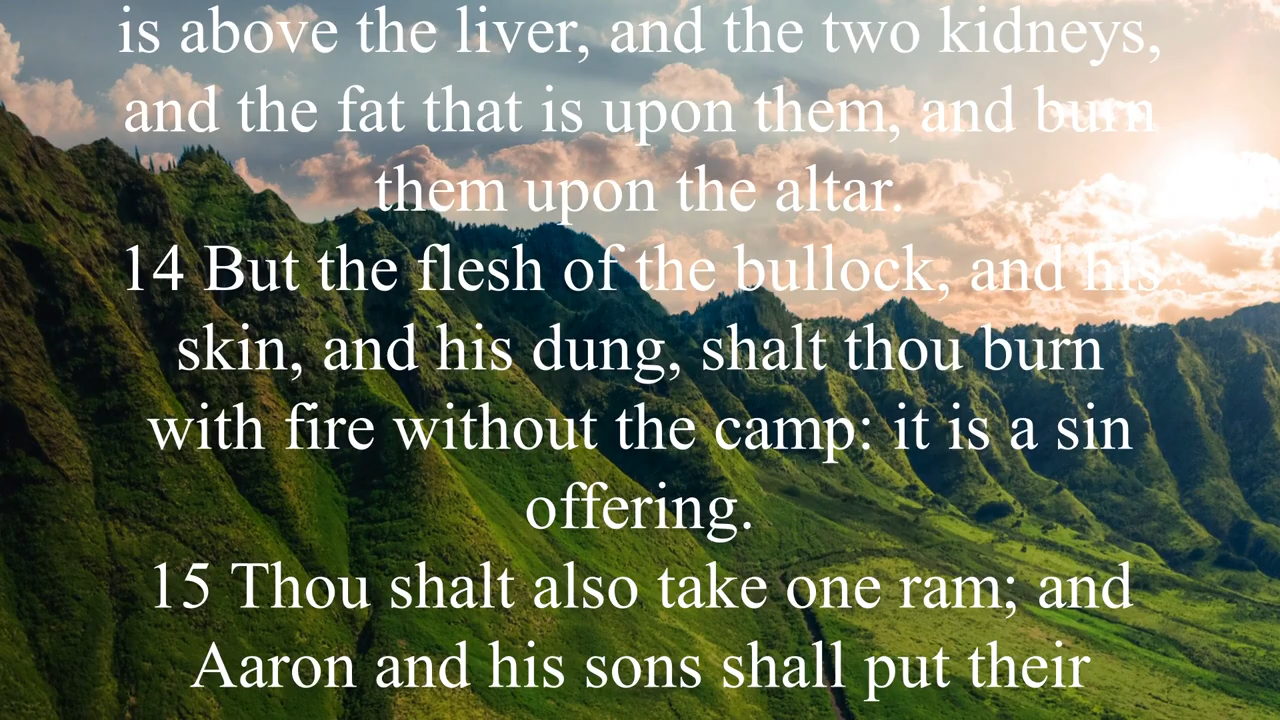 is above the liver, and the two kidneys,
and the fat that is upon them, and burn
them upon the altar.
14 But the flesh of the bullock, and his
skin, and his dung, shalt thou burn
with fire without the camp: it is a sin
offering.
15 Thou shalt also take one ram; and
Aaron and his sons shall put their